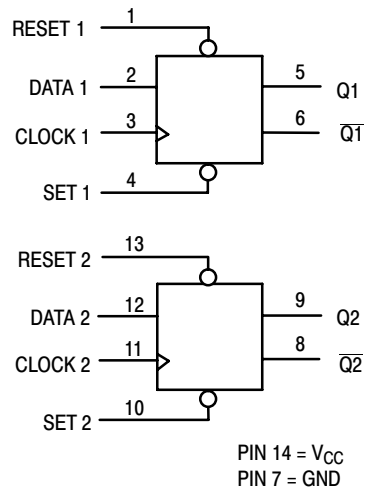 RESET 1 1
DATA 1 2 5 Q1
CLOCK 1 3 6 Q1
SET 1 4
RESET 2 13
DATA 2 12 9 Q2
CLOCK 2 11 8 Q2
SET 2 10
PIN 14 = VCC
PIN 7 = GND